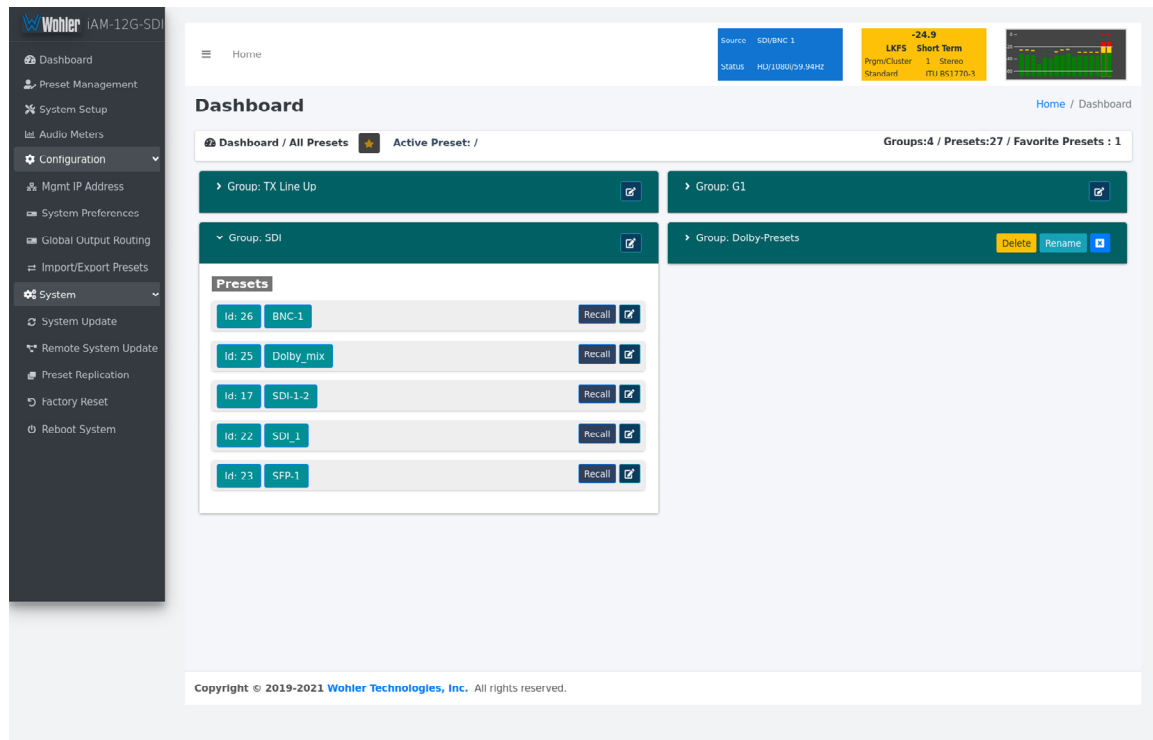 Wohler iAM-12G-SDI
Dashboard
Preset Management
System Setup
Audio Meters
Configuration
Mgmt IP Address
System Preferences
Global Output Routing
Import/Export Presets
System
System Update
Remote System Update
Preset Replication
Factory Reset
Reboot System
Home
Source SDI/BNC 1
Status HD/1080i/59.94Hz
-24.9
LKFS Short Term
Prgm/Cluster 1 Stereo
Standard ITU BS1770-3
Dashboard
Home / Dashboard
Dashboard / All Presets Active Preset: /
Groups:4 / Presets:27 / Favorite Presets : 1
Group: TX Line Up
Group: G1
Group: SDI
Group: Dolby-Presets
Delete Rename
Presets
Id: 26 BNC-1 Recall
Id: 25 Dolby_mix Recall
Id: 17 SDI-1-2 Recall
Id: 22 SDI_1 Recall
Id: 23 SFP-1 Recall
Copyright © 2019-2021 Wohler Technologies, Inc. All rights reserved.